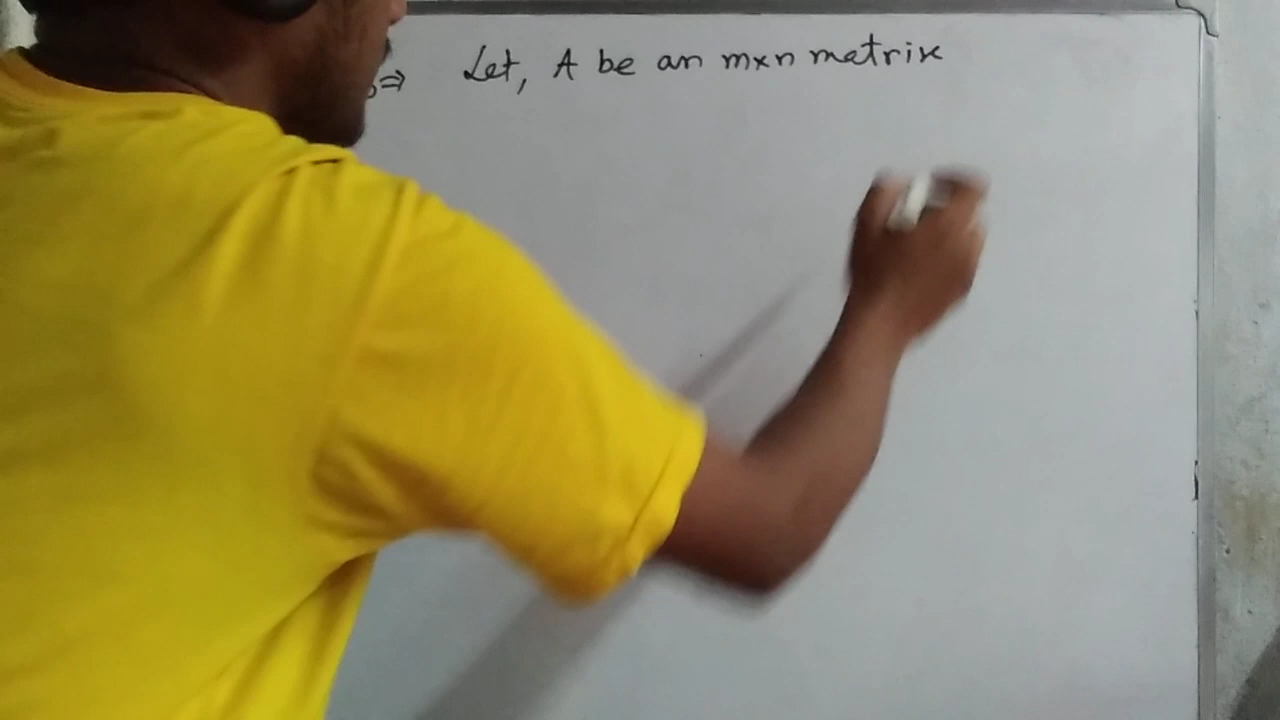 ⇒ Let, A be an m×n matrix